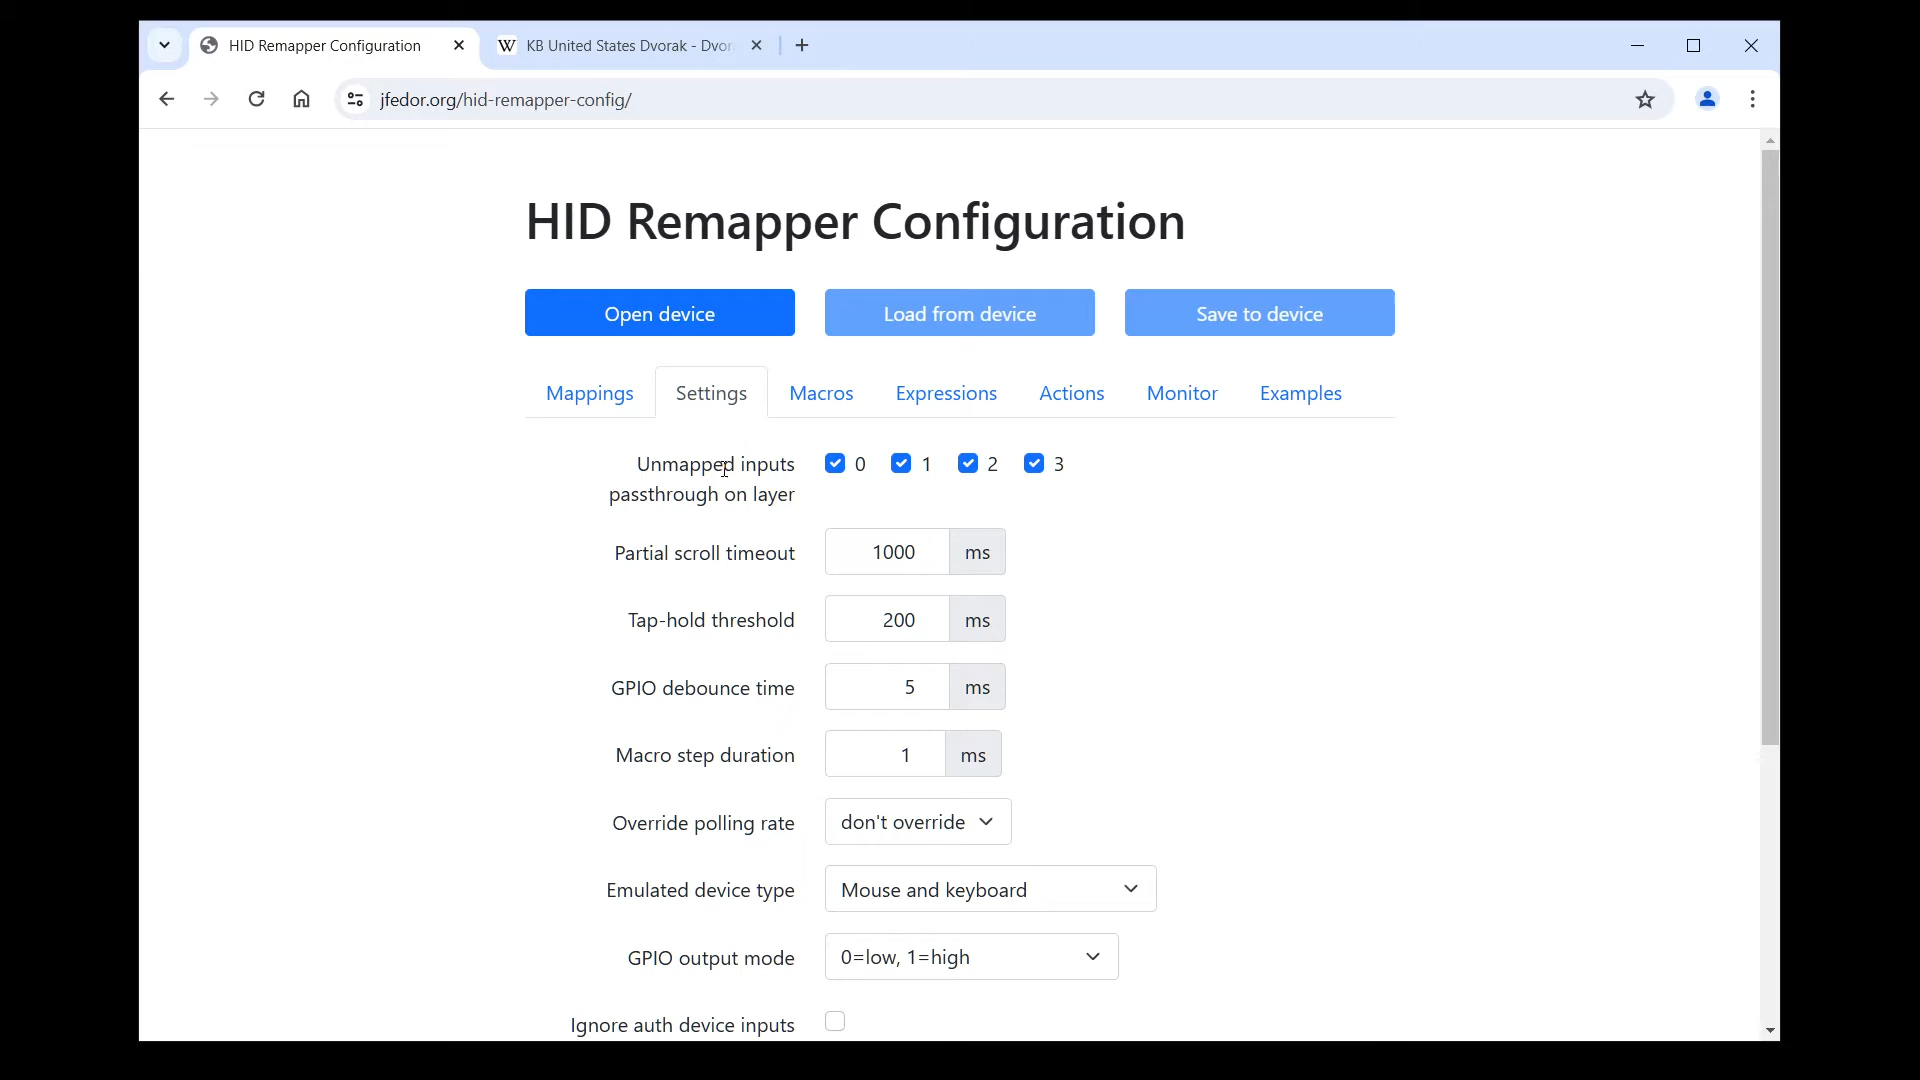 HID Remapper Configuration
KB United States Dvorak - Dvor
jfedor.org/hid-remapper-config/
HID Remapper Configuration
Open device
Load from device
Save to device
Mappings
Settings
Macros
Expressions
Actions
Monitor
Examples
Unmapped inputs
passthrough on layer
0 1 2 3
Partial scroll timeout
1000 ms
Tap-hold threshold
200 ms
GPIO debounce time
5 ms
Macro step duration
1 ms
Override polling rate
don't override
Emulated device type
Mouse and keyboard
GPIO output mode
0=low, 1=high
Ignore auth device inputs